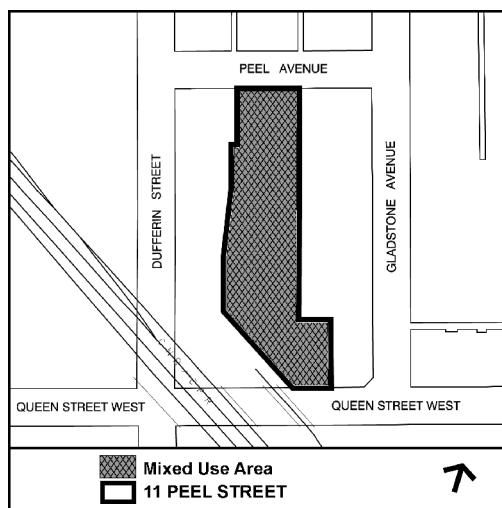 PEEL AVENUE
DUFFERIN STREET
GLADSTONE AVENUE
QUEEN STREET WEST
QUEEN STREET WEST
Mixed Use Area
11 PEEL STREET